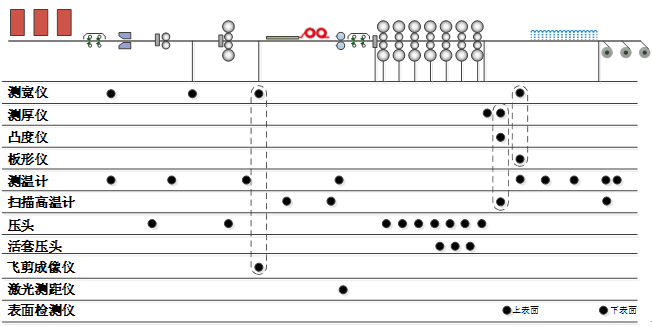 测宽仪
测厚仪
凸度仪
板形仪
测温计
扫描高温计
压头
活套压头
飞剪成像仪
激光测距仪
表面检测仪 上表面 下表面